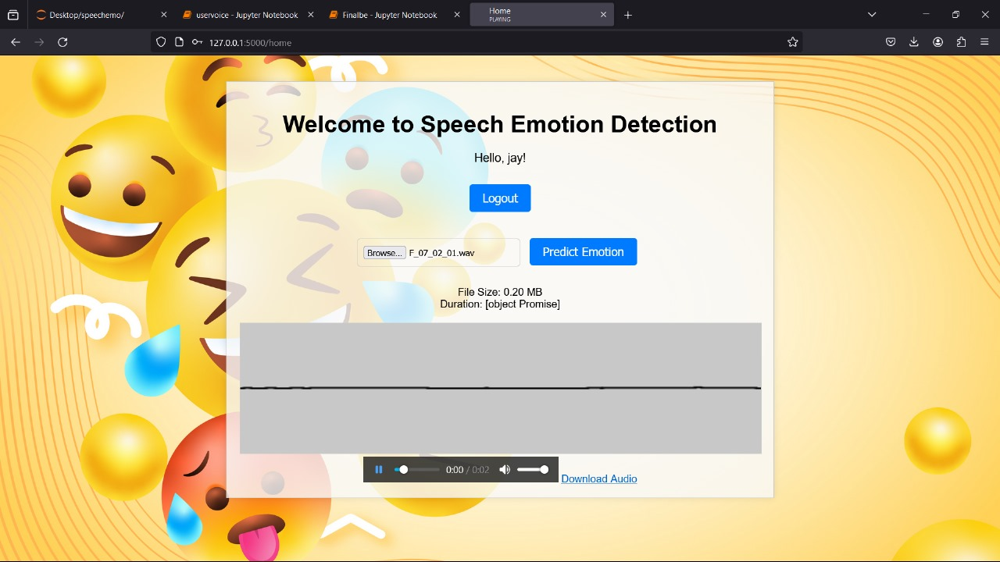 Desktop/speechemo/
uservoice - Jupyter Notebook
Finalbe - Jupyter Notebook
Home
PLAYING
127.0.0.1:5000/home
Welcome to Speech Emotion Detection
Hello, jay!
Logout
Browse... F_07_02_01.wav
Predict Emotion
File Size: 0.20 MB
Duration: [object Promise]
0:00 / 0:02
Download Audio